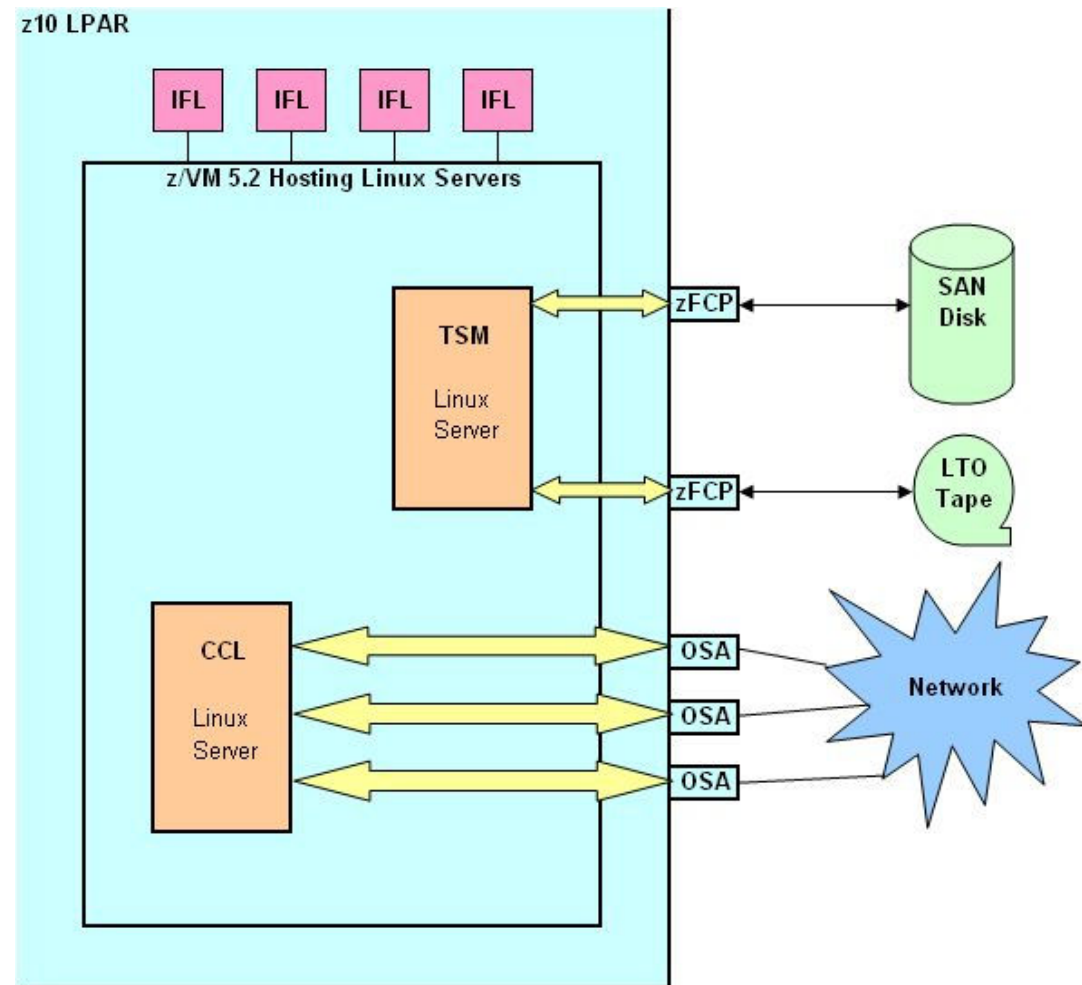 z10 LPAR
IFL
IFL
IFL
IFL
z/VM 5.2 Hosting Linux Servers
TSM
Linux
Server
zFCP
SAN
Disk
zFCP
LTO
Tape
CCL
Linux
Server
OSA
OSA
OSA
Network